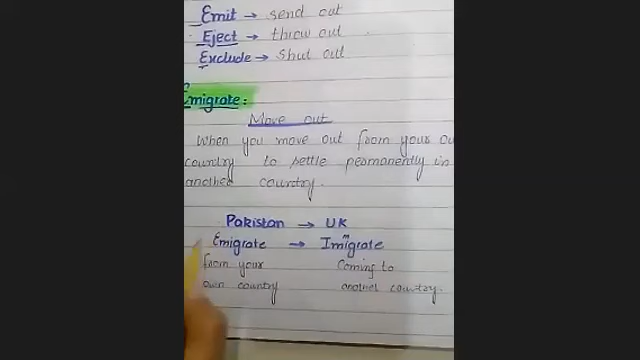 Emit → send out
Eject → throw out
Exclude → shut out
Emigrate:
Move out
When you move out from your
country to settle permanently in
another country.
Pakistan → UK
Emigrate → Immigrate
from your coming to
own country another country.